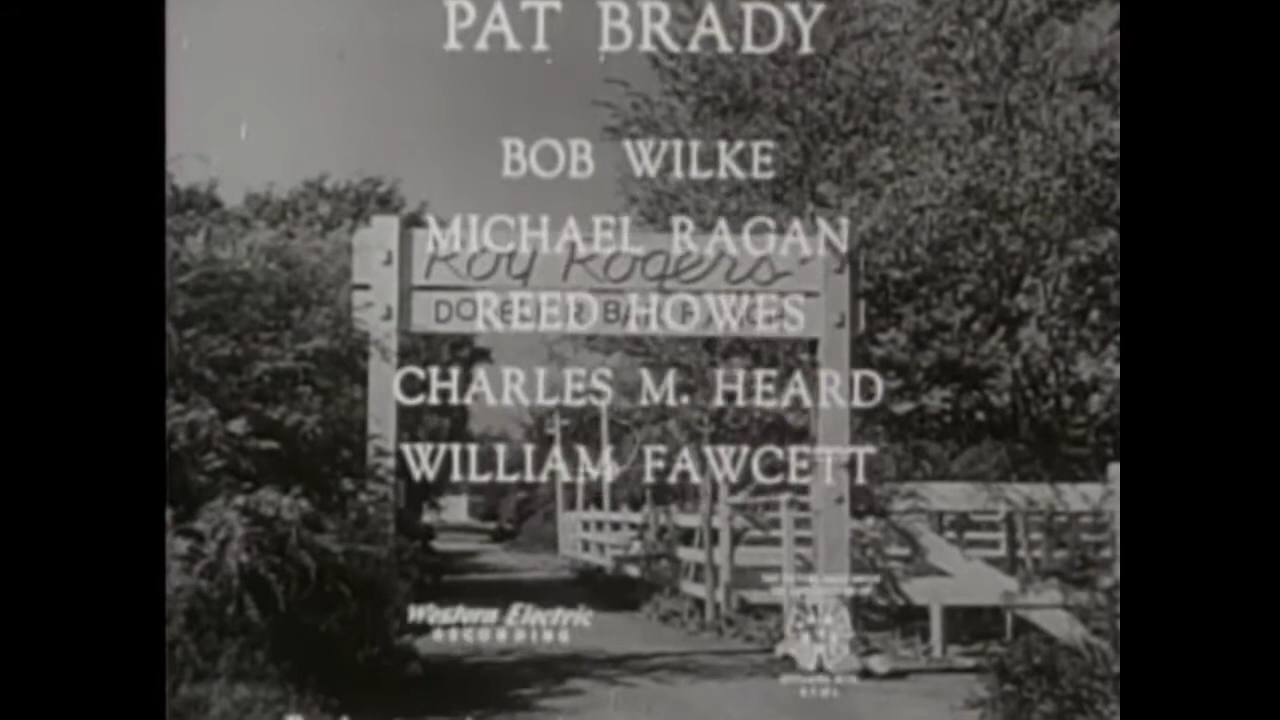 PAT BRADY
BOB WILKE
MICHAEL RAGAN
Roy Rogers'
REED HOWES
CHARLES M. HEARD
WILLIAM FAWCETT
Western Electric
RECORDING